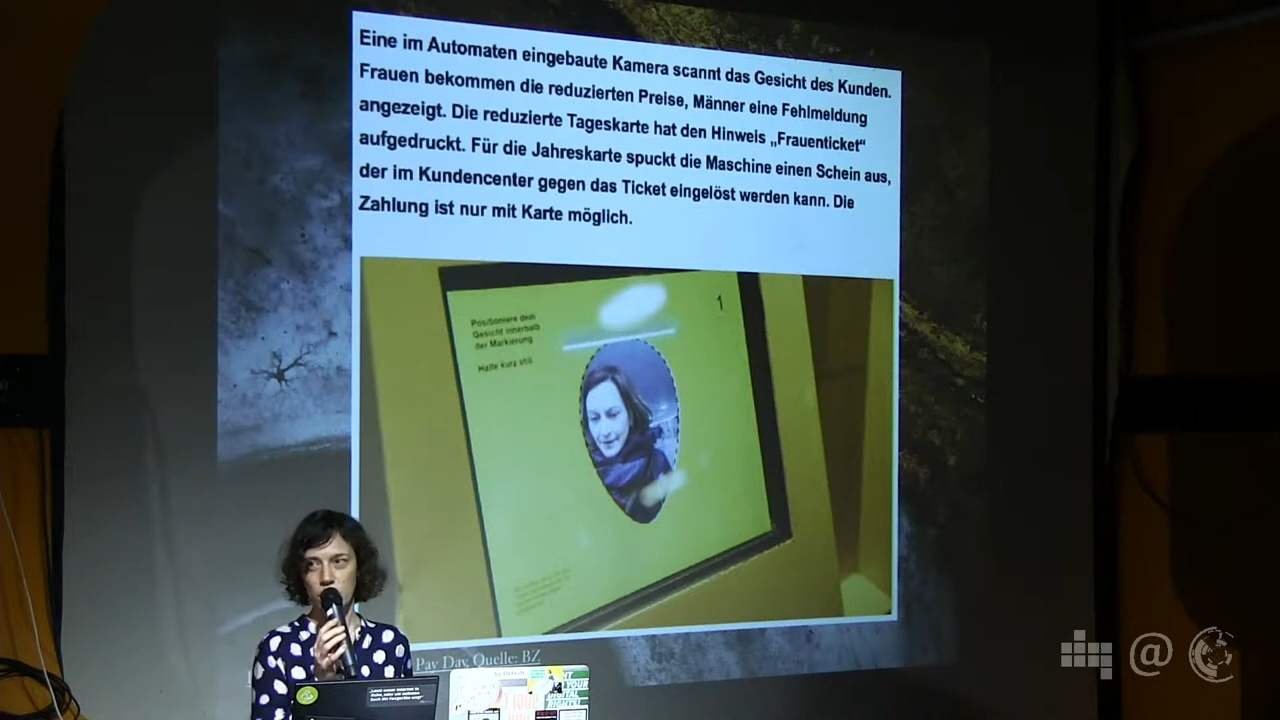 Eine im Automaten eingebaute Kamera scannt das Gesicht des Kunden.
Frauen bekommen die reduzierten Preise, Männer eine Fehlmeldung
angezeigt. Die reduzierte Tageskarte hat den Hinweis „Frauenticket“
aufgedruckt. Für die Jahreskarte spuckt die Maschine einen Schein aus,
der im Kundencenter gegen das Ticket eingelöst werden kann. Die
Zahlung ist nur mit Karte möglich.
1
Positioniere dein
Gesicht innerhalb
der Markierung
Halte kurz still
Pay Day, Quelle: BZ
YOUR
DIGITAL
RIGHTS!
@